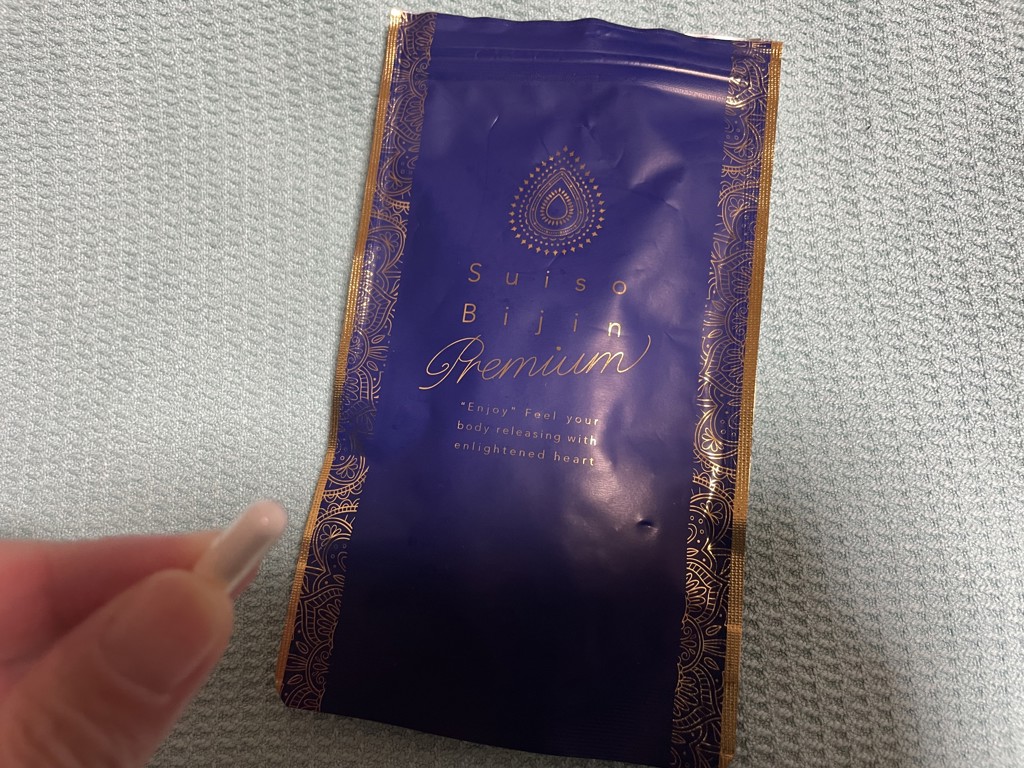 Suiso
Bijin
Premium
"Enjoy" Feel your
body releasing with
enlightened heart